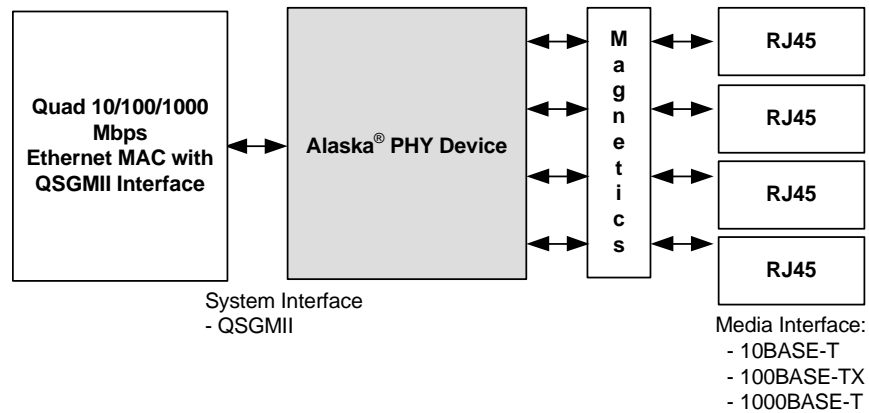 Quad 10/100/1000
Mbps
Ethernet MAC with
QSGMII Interface
Alaska® PHY Device
M
a
g
n
e
t
i
c
s
RJ45
RJ45
RJ45
RJ45
System Interface
- QSGMII
Media Interface:
- 10BASE-T
- 100BASE-TX
- 1000BASE-T